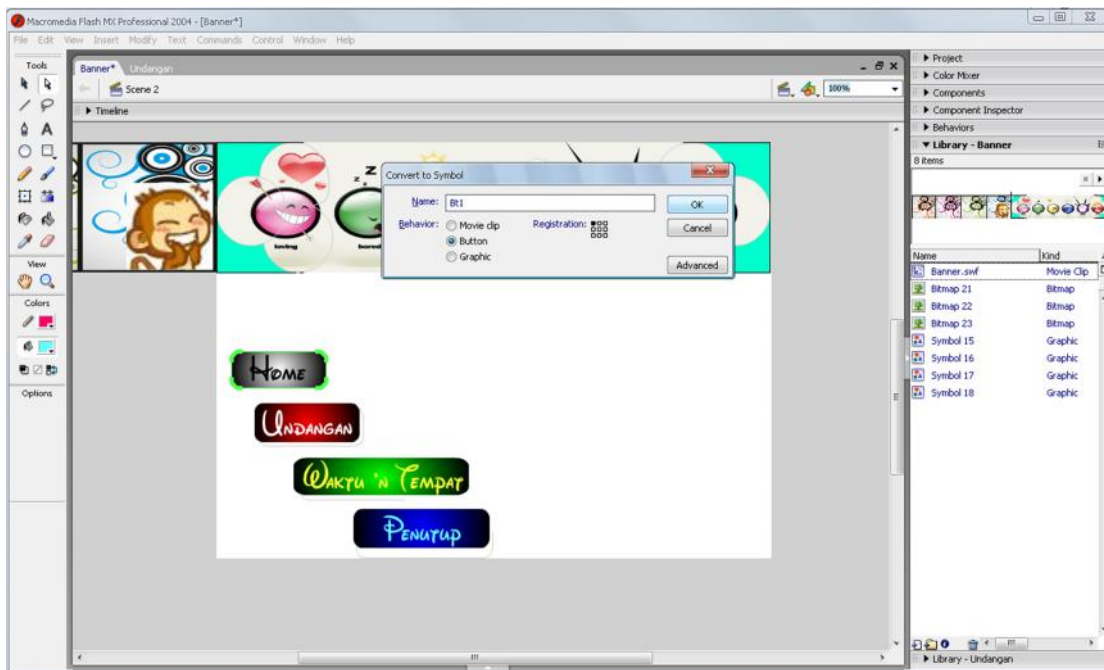 Macromedia Flash MX Professional 2004 - [Banner*]
File Edit View Insert Modify Text Commands Control Window Help
Tools
View
Colors
Options
Banner* Undangan
Scene 2
100%
Timeline
loving
bored
Z
z
z
Convert to Symbol
Name: Bt1
OK
Behavior: Movie clip
Registration:
Cancel
Button
Graphic
Advanced
Home
Undangan
Waktu 'n Tempat
Penutup
Project
Color Mixer
Components
Component Inspector
Behaviors
Library - Banner
8 items
Name Kind
Banner.swf Movie Clip
Bitmap 21 Bitmap
Bitmap 22 Bitmap
Bitmap 23 Bitmap
Symbol 15 Graphic
Symbol 16 Graphic
Symbol 17 Graphic
Symbol 18 Graphic
Library - Undangan